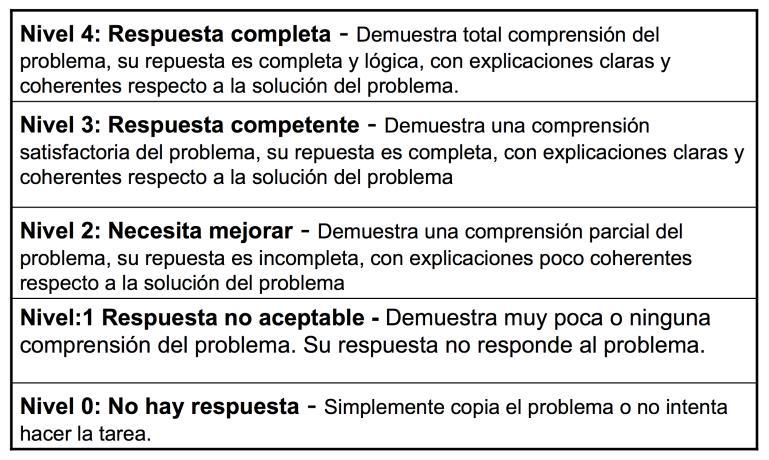 Nivel 4: Respuesta completa - Demuestra total comprensión del
problema, su repuesta es completa y lógica, con explicaciones claras y
coherentes respecto a la solución del problema.
Nivel 3: Respuesta competente - Demuestra una comprensión
satisfactoria del problema, su repuesta es completa, con explicaciones claras y
coherentes respecto a la solución del problema
Nivel 2: Necesita mejorar - Demuestra una comprensión parcial del
problema, su repuesta es incompleta, con explicaciones poco coherentes
respecto a la solución del problema
Nivel:1 Respuesta no aceptable - Demuestra muy poca o ninguna
comprensión del problema. Su respuesta no responde al problema.
Nivel 0: No hay respuesta - Simplemente copia el problema o no intenta
hacer la tarea.